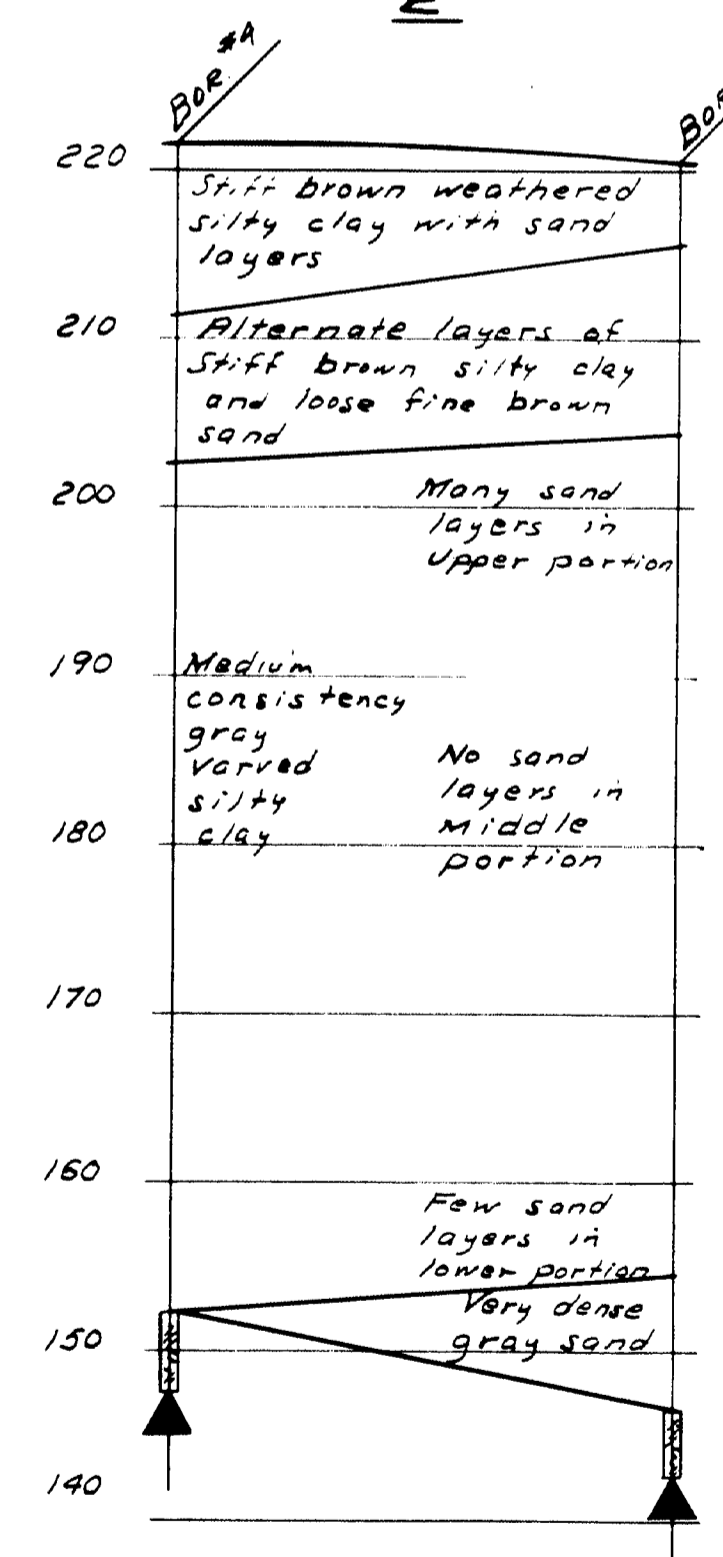 BOR. #A
BOR
220
Stiff brown weathered
silty clay with sand
layers
210
Alternate layers of
Stiff brown silty clay
and loose fine brown
sand
200
Many sand
layers in
Upper portion
190
Medium
consistency
gray
varved
silty
clay
No sand
layers in
Middle
portion
180
170
160
Few sand
layers in
lower portion
Very dense
gray sand
150
140